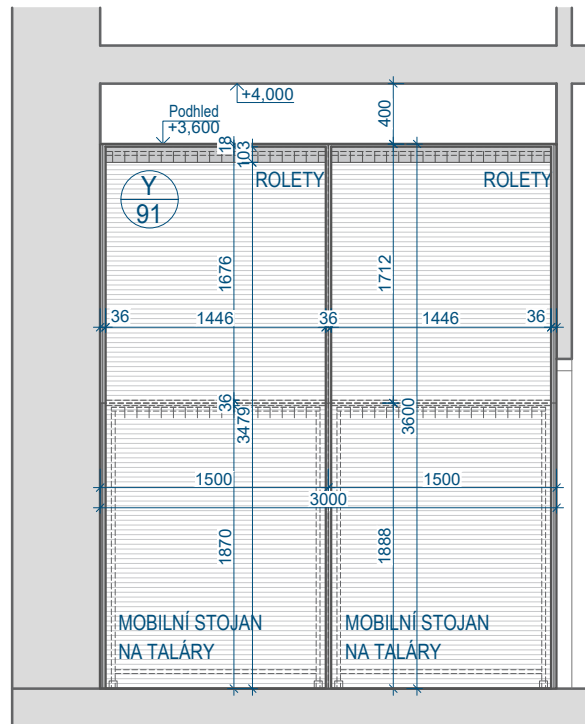 +4,000
Podhled
+3,600
400
18
103
ROLETY
ROLETY
Y
91
1676
1712
36
1446
36
1446
36
36
3479
3600
1500
1500
3000
1870
1888
MOBILNÍ STOJAN
NA TALÁRY
MOBILNÍ STOJAN
NA TALÁRY